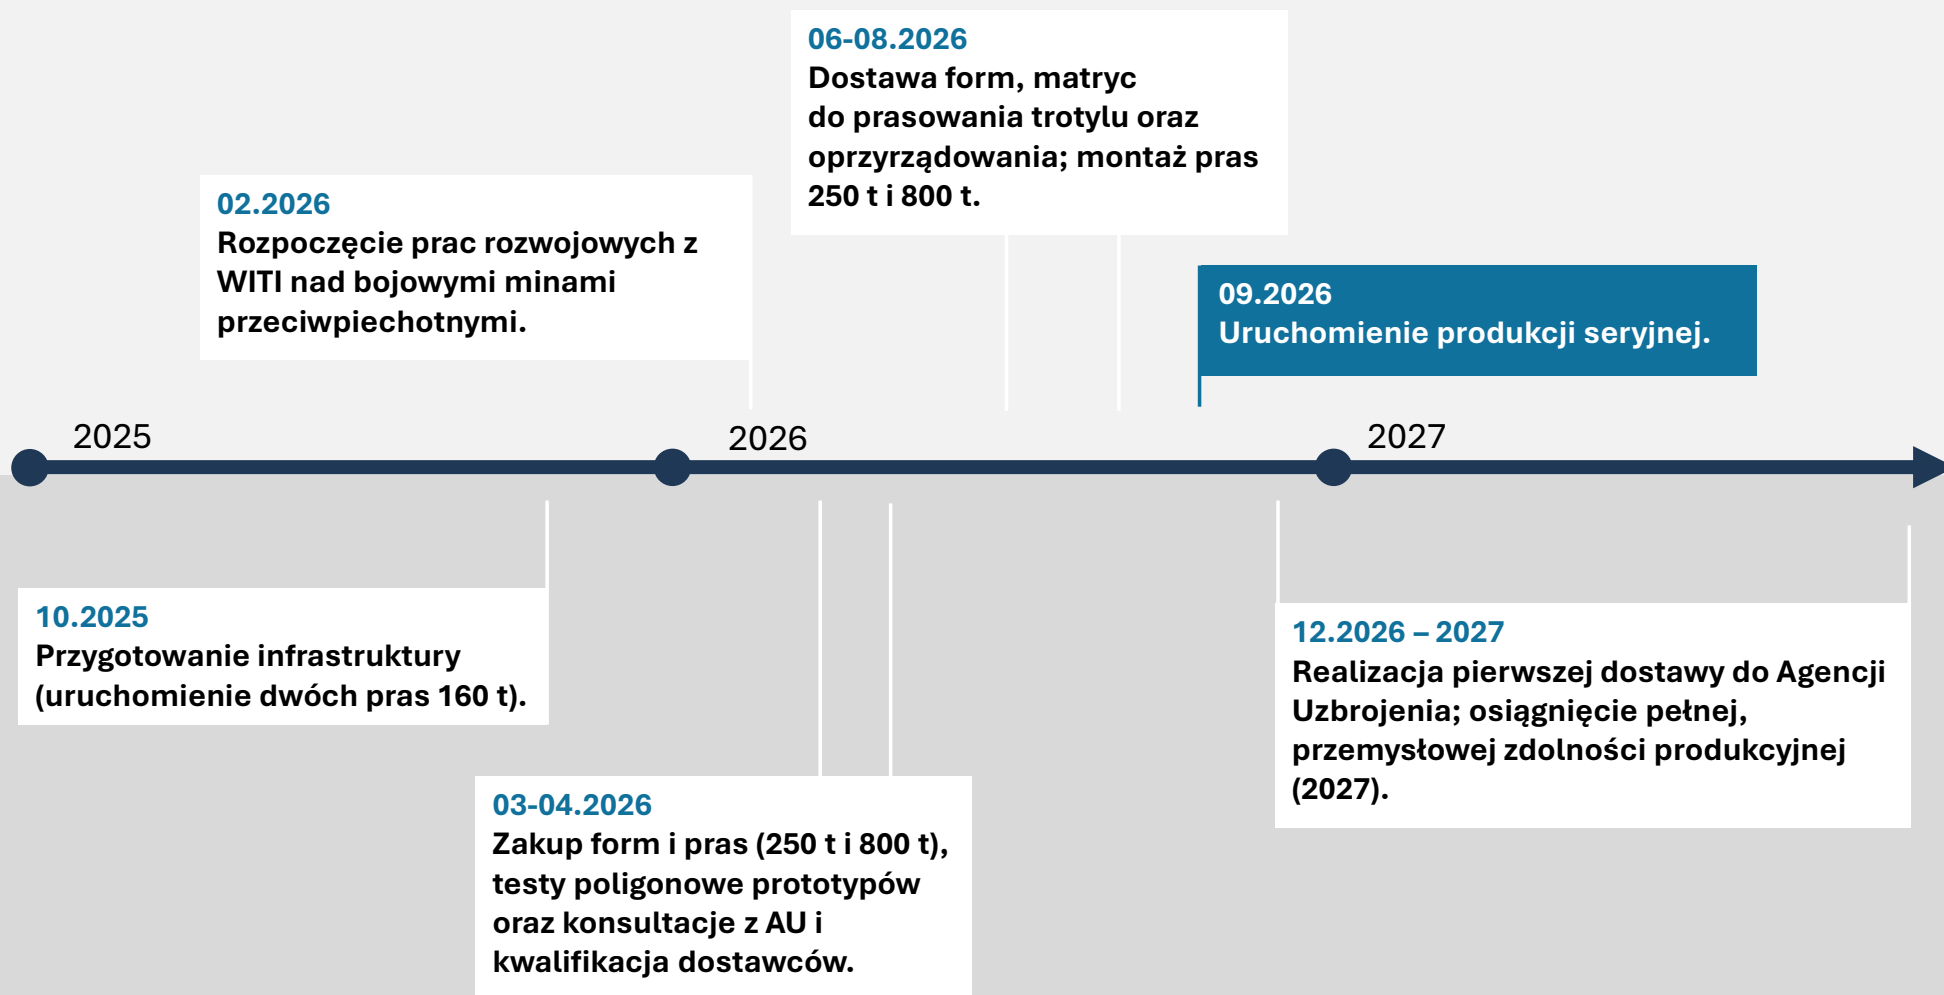 06-08.2026
Dostawa form, matryc
do prasowania trotylu oraz
oprzyrządowania; montaż pras
250 t i 800 t.
02.2026
Rozpoczęcie prac rozwojowych z
WITI nad bojowymi minami
przeciwpiechotnymi.
09.2026
Uruchomienie produkcji seryjnej.
2025
2026
2027
10.2025
Przygotowanie infrastruktury
(uruchomienie dwóch pras 160 t).
12.2026 – 2027
Realizacja pierwszej dostawy do Agencji
Uzbrojenia; osiągnięcie pełnej,
przemysłowej zdolności produkcyjnej
(2027).
03-04.2026
Zakup form i pras (250 t i 800 t),
testy poligonowe prototypów
oraz konsultacje z AU i
kwalifikacja dostawców.